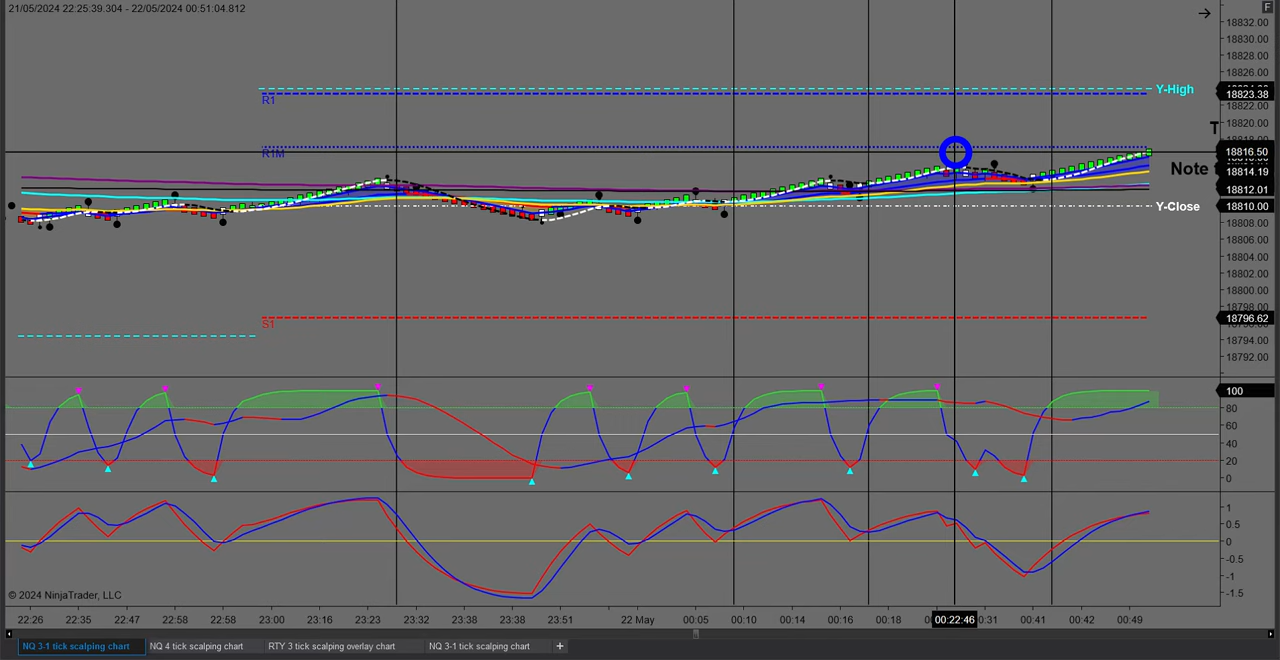 21/05/2024 22:25:39.304 - 22/05/2024 00:51:04.812
F
18832.00
18830.00
18828.00
18826.00
Y-High
18823.38
R1
18822.00
18820.00
T
R1M
18816.50
Note
18814.19
18812.01
Y-Close
18810.00
18808.00
18806.00
18804.00
18802.00
18800.00
18798.00
S1
18796.62
18794.00
18792.00
100
80
60
40
20
0
1
0.5
0
-0.5
-1
-1.5
© 2024 NinjaTrader, LLC
22:26 22:35 22:47 22:58 22:58 23:10 23:16 23:23 23:32 23:38 23:38 23:51 22 May 00:05 00:10 00:14 00:16 00:18 00:22:46 0:31 00:41 00:42 00:49
NQ 3-1 tick scalping chart NQ 4 tick scalping chart RTY 3 tick scalping overlay chart NQ 3-1 tick scalping chart +